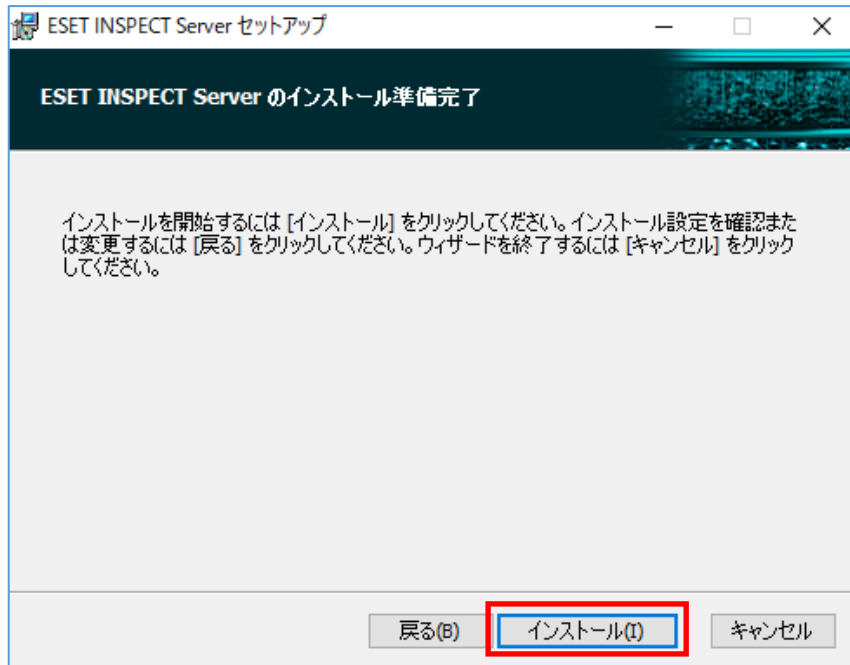 ESET INSPECT Server セットアップ
ESET INSPECT Server のインストール準備完了
インストールを開始するには [インストール] をクリックしてください。インストール設定を確認また
は変更するには [戻る] をクリックしてください。ウィザードを終了するには [キャンセル] をクリック
してください。
戻る(B) インストール(I) キャンセル